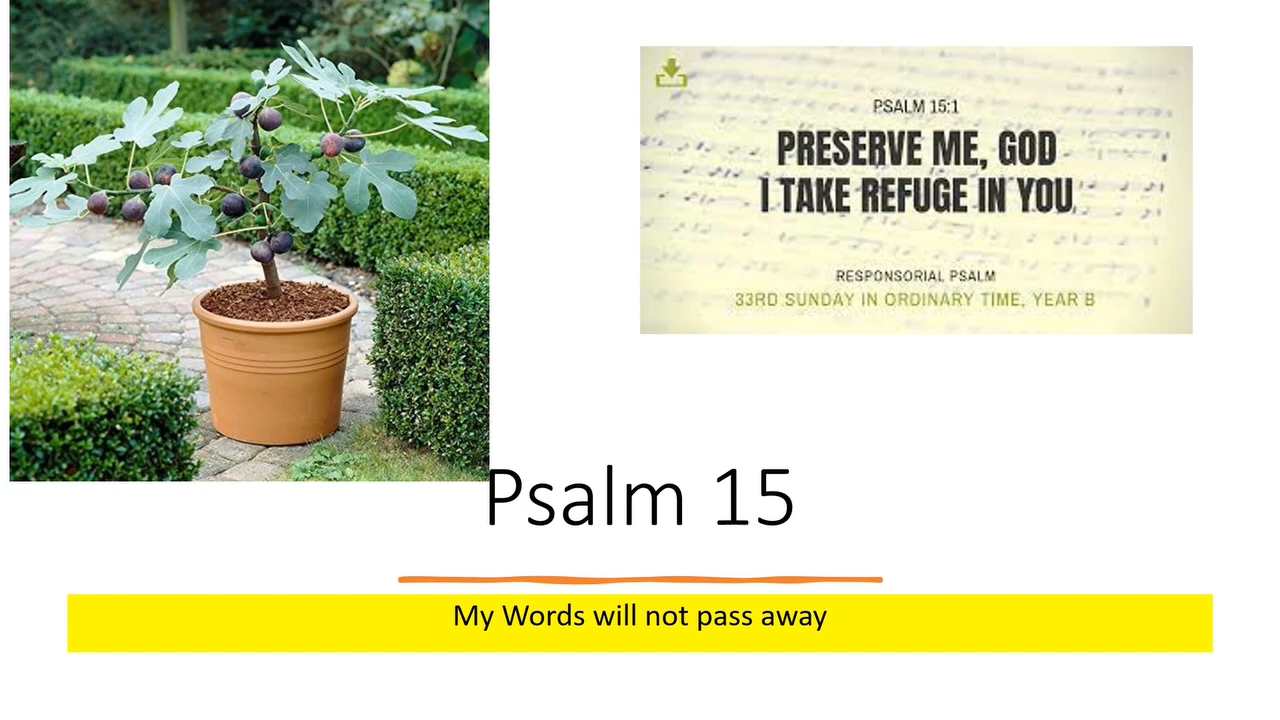 PSALM 15:1
PRESERVE ME, GOD
I TAKE REFUGE IN YOU
RESPONSORIAL PSALM
33RD SUNDAY IN ORDINARY TIME, YEAR B
Psalm 15
My Words will not pass away